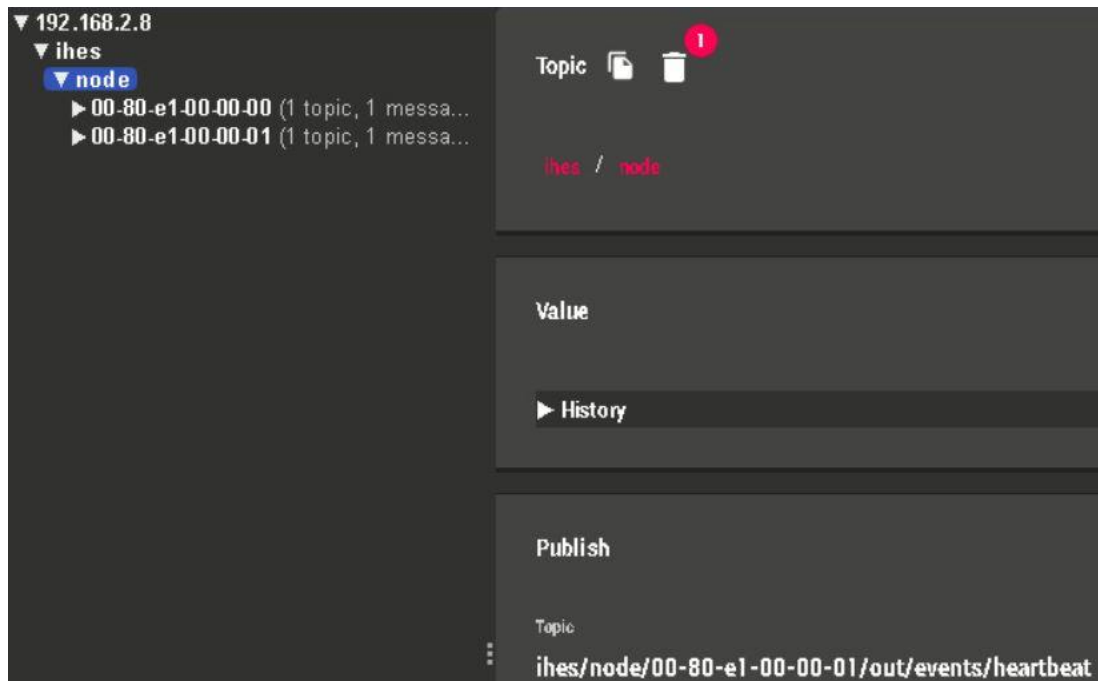 ▼ 192.168.2.8
▼ ihes
▼ node
▶ 00-80-e1-00-00-00 (1 topic, 1 messa...
▶ 00-80-e1-00-00-01 (1 topic, 1 messa...
Topic 1
ihes / node
Value
▶ History
Publish
Topic
ihes/node/00-80-e1-00-00-01/out/events/heartbeat